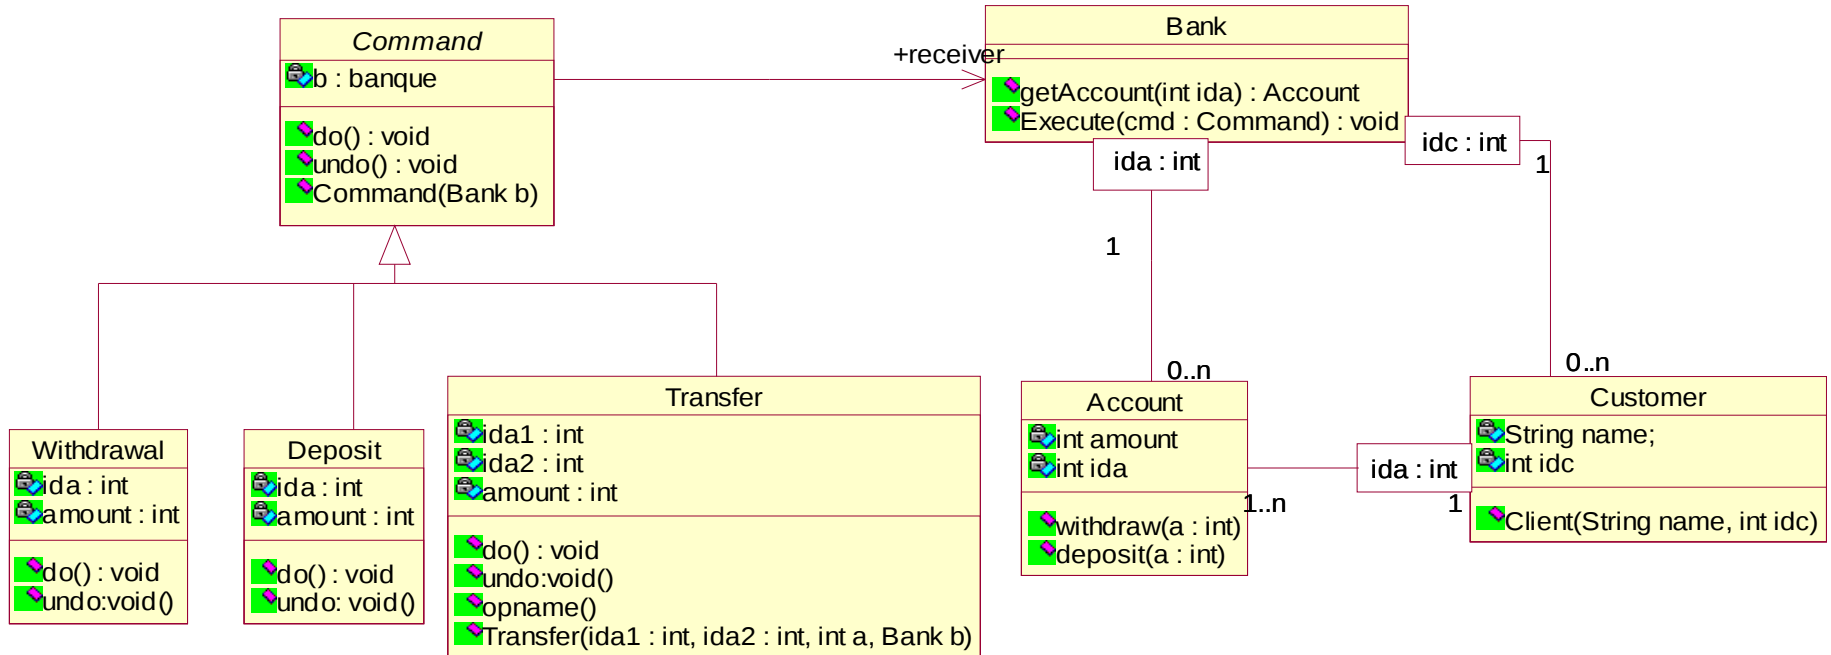 Command
b : banque
do() : void
undo() : void
Command(Bank b)
+receiver
Bank
getAccount(int ida) : Account
Execute(cmd : Command) : void
ida : int
idc : int
1
1
0..n
0..n
Withdrawal
ida : int
amount : int
do() : void
undo:void()
Deposit
ida : int
amount : int
do() : void
undo: void()
Transfer
ida1 : int
ida2 : int
amount : int
do() : void
undo:void()
opname()
Transfer(ida1 : int, ida2 : int, int a, Bank b)
Account
int amount
int ida
withdraw(a : int)
deposit(a : int)
1..n
ida : int
1
Customer
String name;
int idc
Client(String name, int idc)